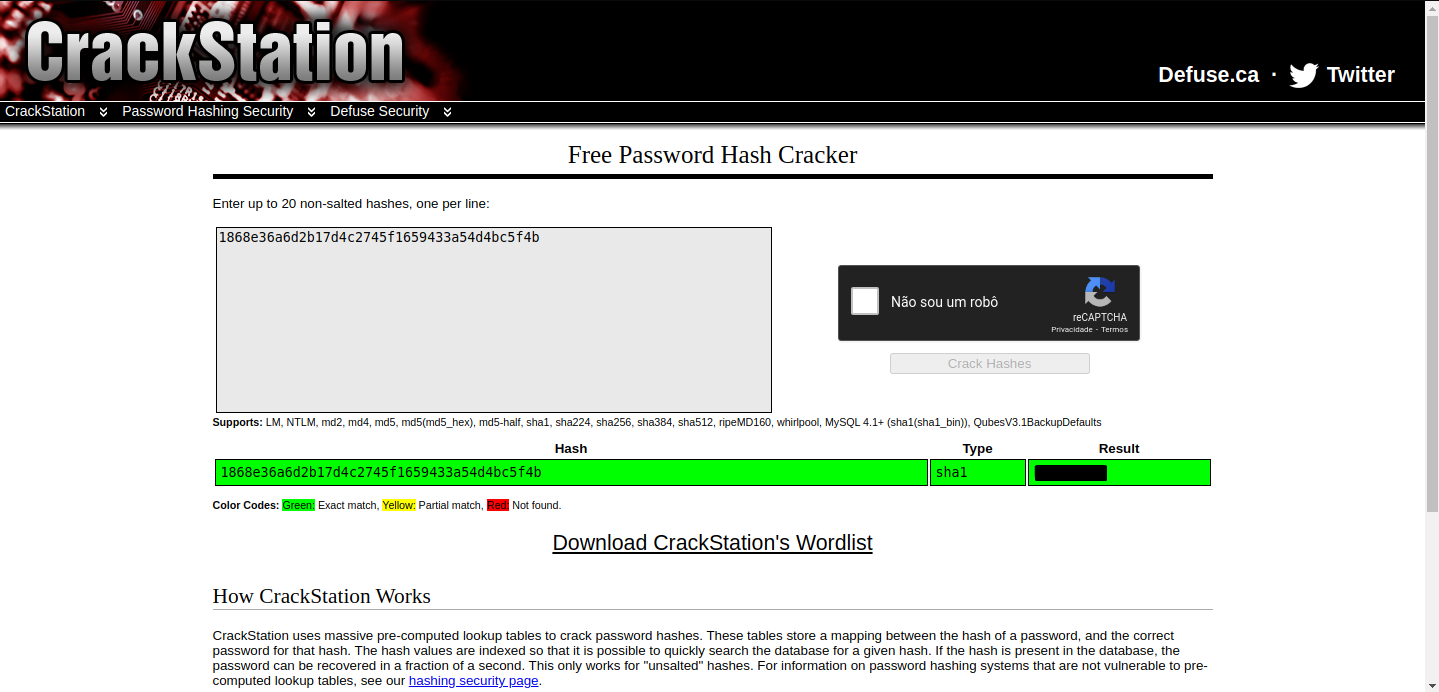 CrackStation
Defuse.ca · Twitter
CrackStation Password Hashing Security Defuse Security
Free Password Hash Cracker
Enter up to 20 non-salted hashes, one per line:
1868e36a6d2b17d4c2745f1659433a54d4bc5f4b
Não sou um robô
reCAPTCHA
Privacidade - Termos
Crack Hashes
Supports: LM, NTLM, md2, md4, md5, md5(md5_hex), md5-half, sha1, sha224, sha256, sha384, sha512, ripeMD160, whirlpool, MySQL 4.1+ (sha1(sha1_bin)), QubesV3.1BackupDefaults
Hash Type Result
1868e36a6d2b17d4c2745f1659433a54d4bc5f4b sha1
Color Codes: Green: Exact match, Yellow: Partial match, Red: Not found.
Download CrackStation's Wordlist
How CrackStation Works
CrackStation uses massive pre-computed lookup tables to crack password hashes. These tables store a mapping between the hash of a password, and the correct
password for that hash. The hash values are indexed so that it is possible to quickly search the database for a given hash. If the hash is present in the database, the
password can be recovered in a fraction of a second. This only works for "unsalted" hashes. For information on password hashing systems that are not vulnerable to pre-
computed lookup tables, see our hashing security page.